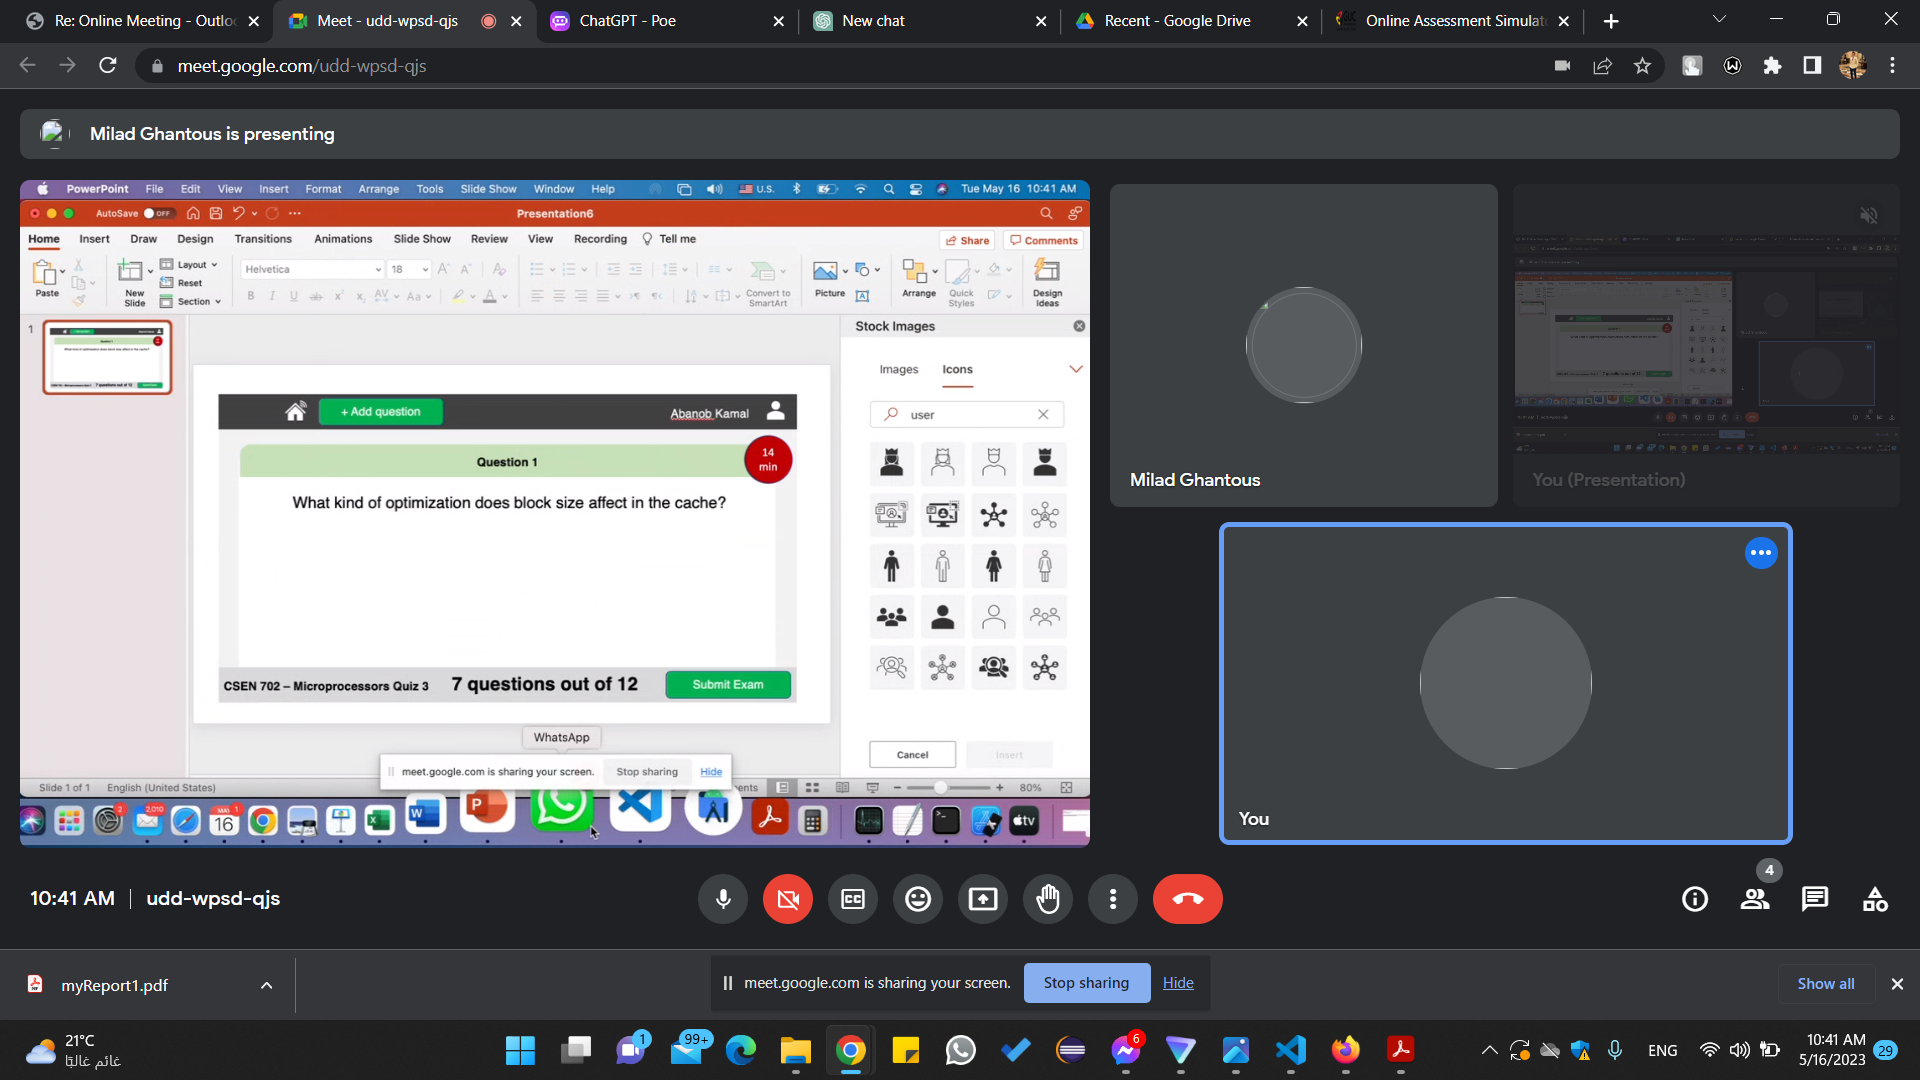 Re: Online Meeting - Outlo
Meet - udd-wpsd-qjs
ChatGPT - Poe
New chat
Recent - Google Drive
Online Assessment Simulat
meet.google.com/udd-wpsd-qjs
Milad Ghantous is presenting
PowerPoint File Edit View Insert Format Arrange Tools Slide Show Window Help U.S. Tue May 16 10:41 AM
AutoSave OFF Presentation6
Home Insert Draw Design Transitions Animations Slide Show Review View Recording Tell me Share Comments
Paste
New Slide
Layout
Reset
Section
Helvetica 18
Convert to SmartArt
Picture
Arrange
Quick Styles
Design Ideas
1
Stock Images
Images Icons
user
Cancel Insert
+ Add question
Abanob Kamal
Question 1
14 min
What kind of optimization does block size affect in the cache?
CSEN 702 – Microprocessors Quiz 3
7 questions out of 12
Submit Exam
WhatsApp
meet.google.com is sharing your screen. Stop sharing Hide
Slide 1 of 1 English (United States) 80%
2
2,010
1
16
tv
Milad Ghantous
You (Presentation)
You
10:41 AM udd-wpsd-qjs
4
myReport1.pdf
meet.google.com is sharing your screen. Stop sharing Hide
Show all
21°C
غائم غالبًا
1
99+
6
ENG
10:41 AM
5/16/2023
29